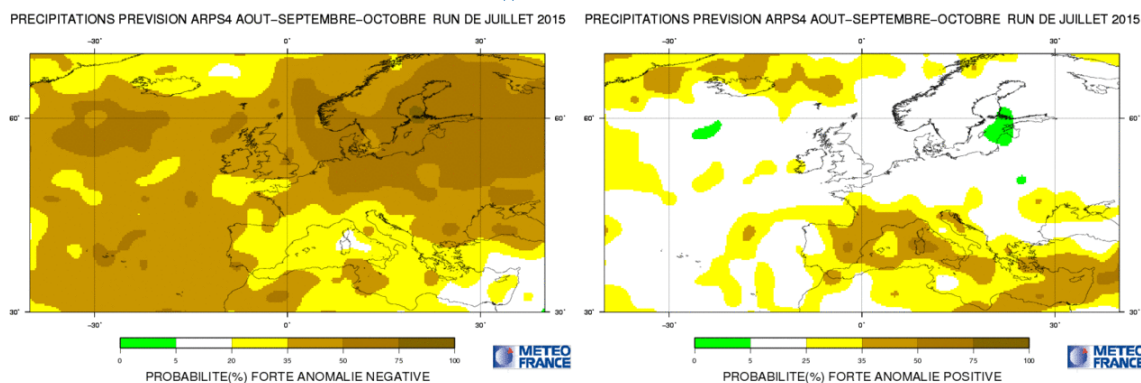 PRECIPITATIONS PREVISION ARPS4 AOUT-SEPTEMBRE-OCTOBRE RUN DE JUILLET 2015
-30° 0° 30°
60° 60°
30° 30°
-30° 0° 30°
0 5 20 35 50 75 100
PROBABILITE(%) FORTE ANOMALIE NEGATIVE
METEO
FRANCE
PRECIPITATIONS PREVISION ARPS4 AOUT-SEPTEMBRE-OCTOBRE RUN DE JUILLET 2015
-30° 0° 30°
60° 60°
30° 30°
-30° 0° 30°
0 5 25 35 50 75 100
PROBABILITE(%) FORTE ANOMALIE POSITIVE
METEO
FRANCE